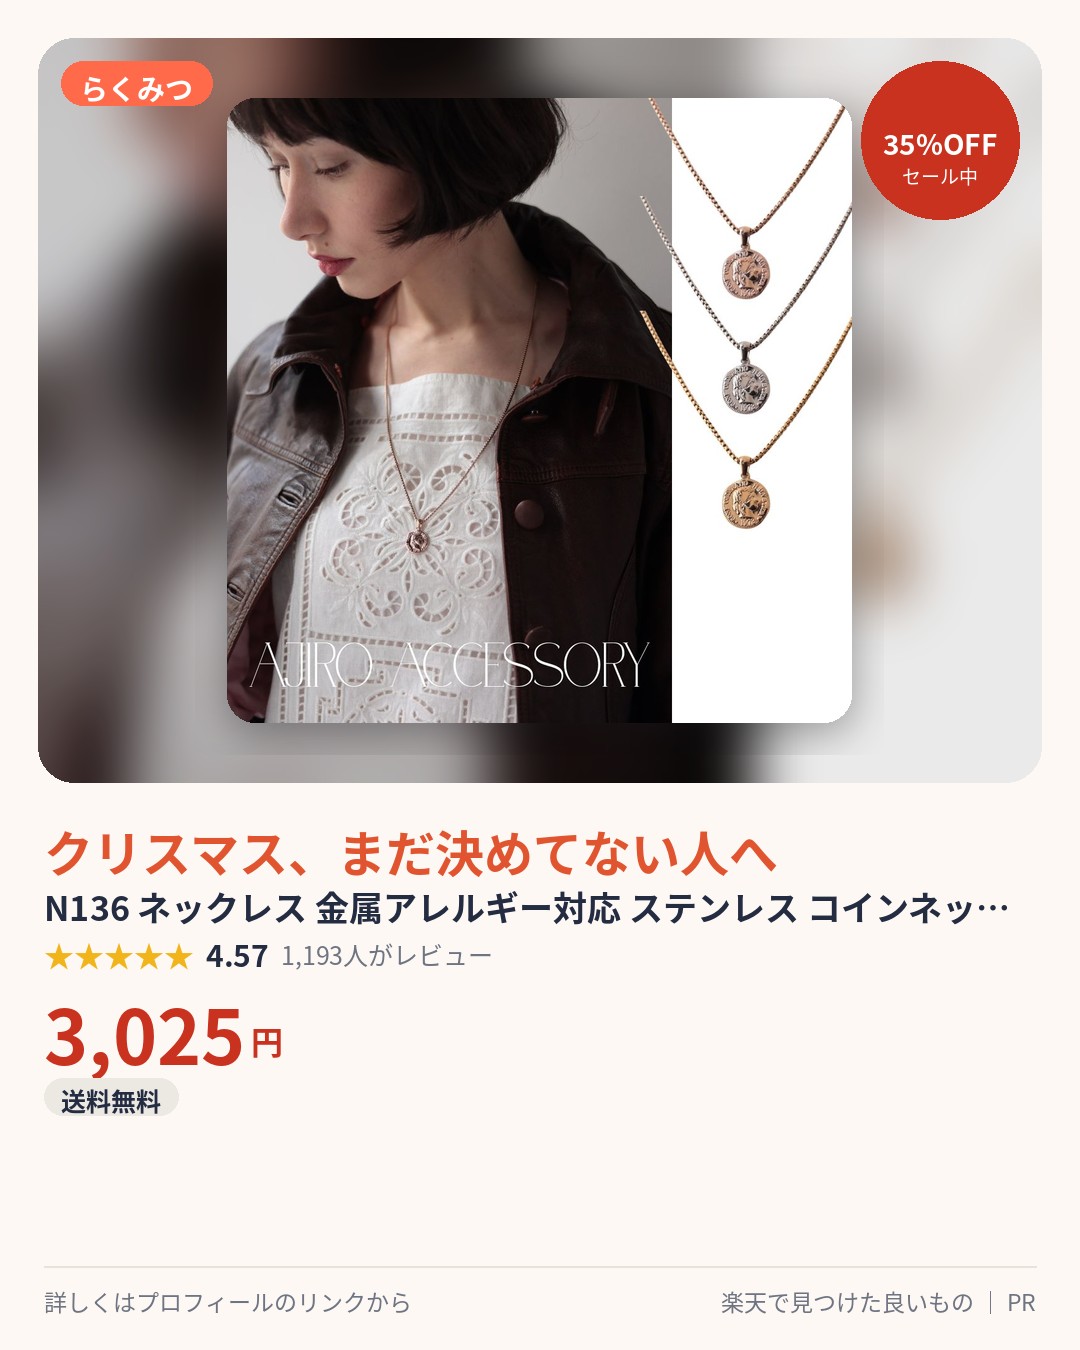 らくみつ
35%OFF
セール中
AJIRO ACCESSORY
クリスマス、まだ決めてない人へ
N136 ネックレス 金属アレルギー対応 ステンレス コインネッ…
★★★★★ 4.57 1,193人がレビュー
3,025円
送料無料
詳しくはプロフィールのリンクから
楽天で見つけた良いもの ｜ PR